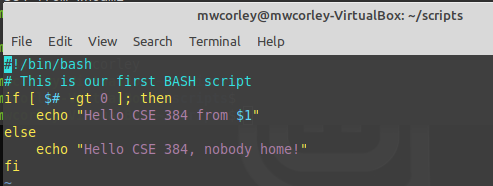 mwcorley@mwcorley-VirtualBox: ~/scripts
File Edit View Search Terminal Help
#!/bin/bash
# This is our first BASH script
if [ $# -gt 0 ]; then
    echo "Hello CSE 384 from $1"
else
    echo "Hello CSE 384, nobody home!"
fi
~